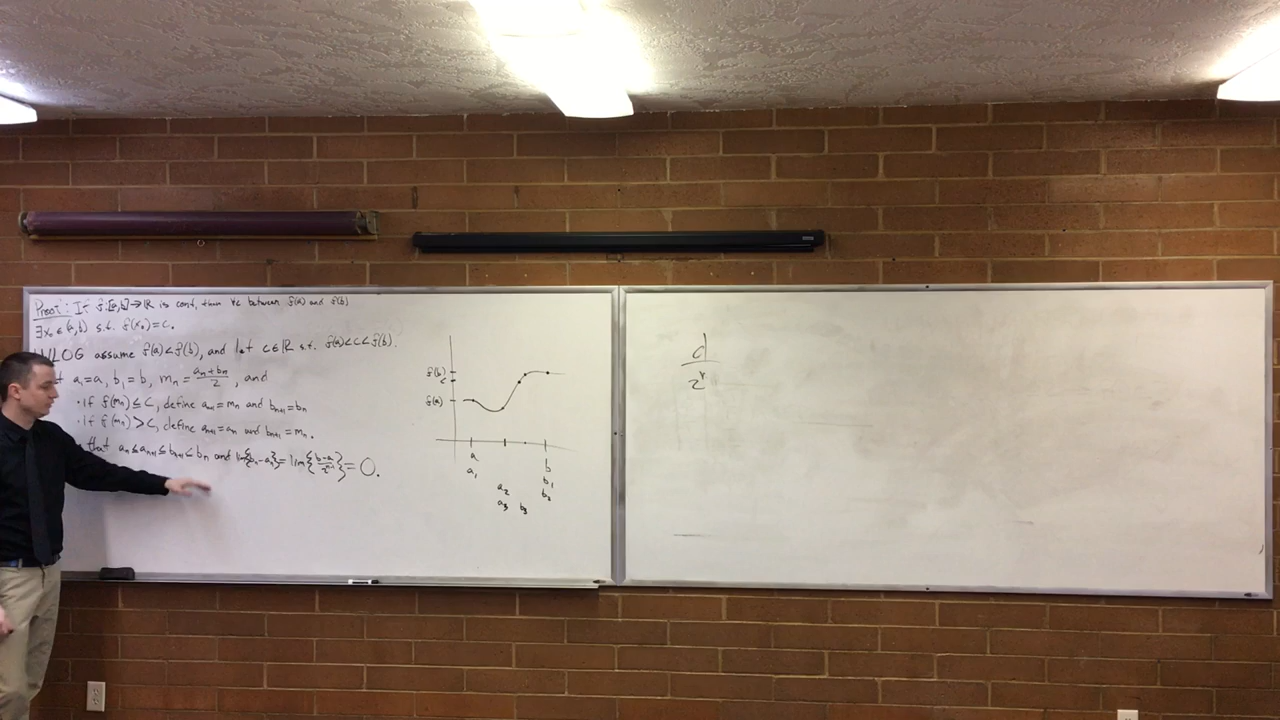 Proof: If f:[a,b]→ℝ is cont, then ∀c between f(a) and f(b)
∃x₀∈(a,b) s.t. f(x₀)=c.
WLOG assume f(a)<f(b), and let c∈ℝ s.t. f(a)<c<f(b).
a₁=a, b₁=b, mₙ=(aₙ+bₙ)/2, and
·If f(mₙ)≤c, define aₙ₊₁=mₙ and bₙ₊₁=bₙ
·If f(mₙ)>c, define aₙ₊₁=aₙ and bₙ₊₁=mₙ.
that aₙ≤aₙ₊₁≤bₙ₊₁≤bₙ and lim{bₙ-aₙ}=lim{(b-a)/2ⁿ⁻¹}=0.
f(b)
c
f(a)
a b
a₁ b₁
a₂ b₂
a₃ b₃
d